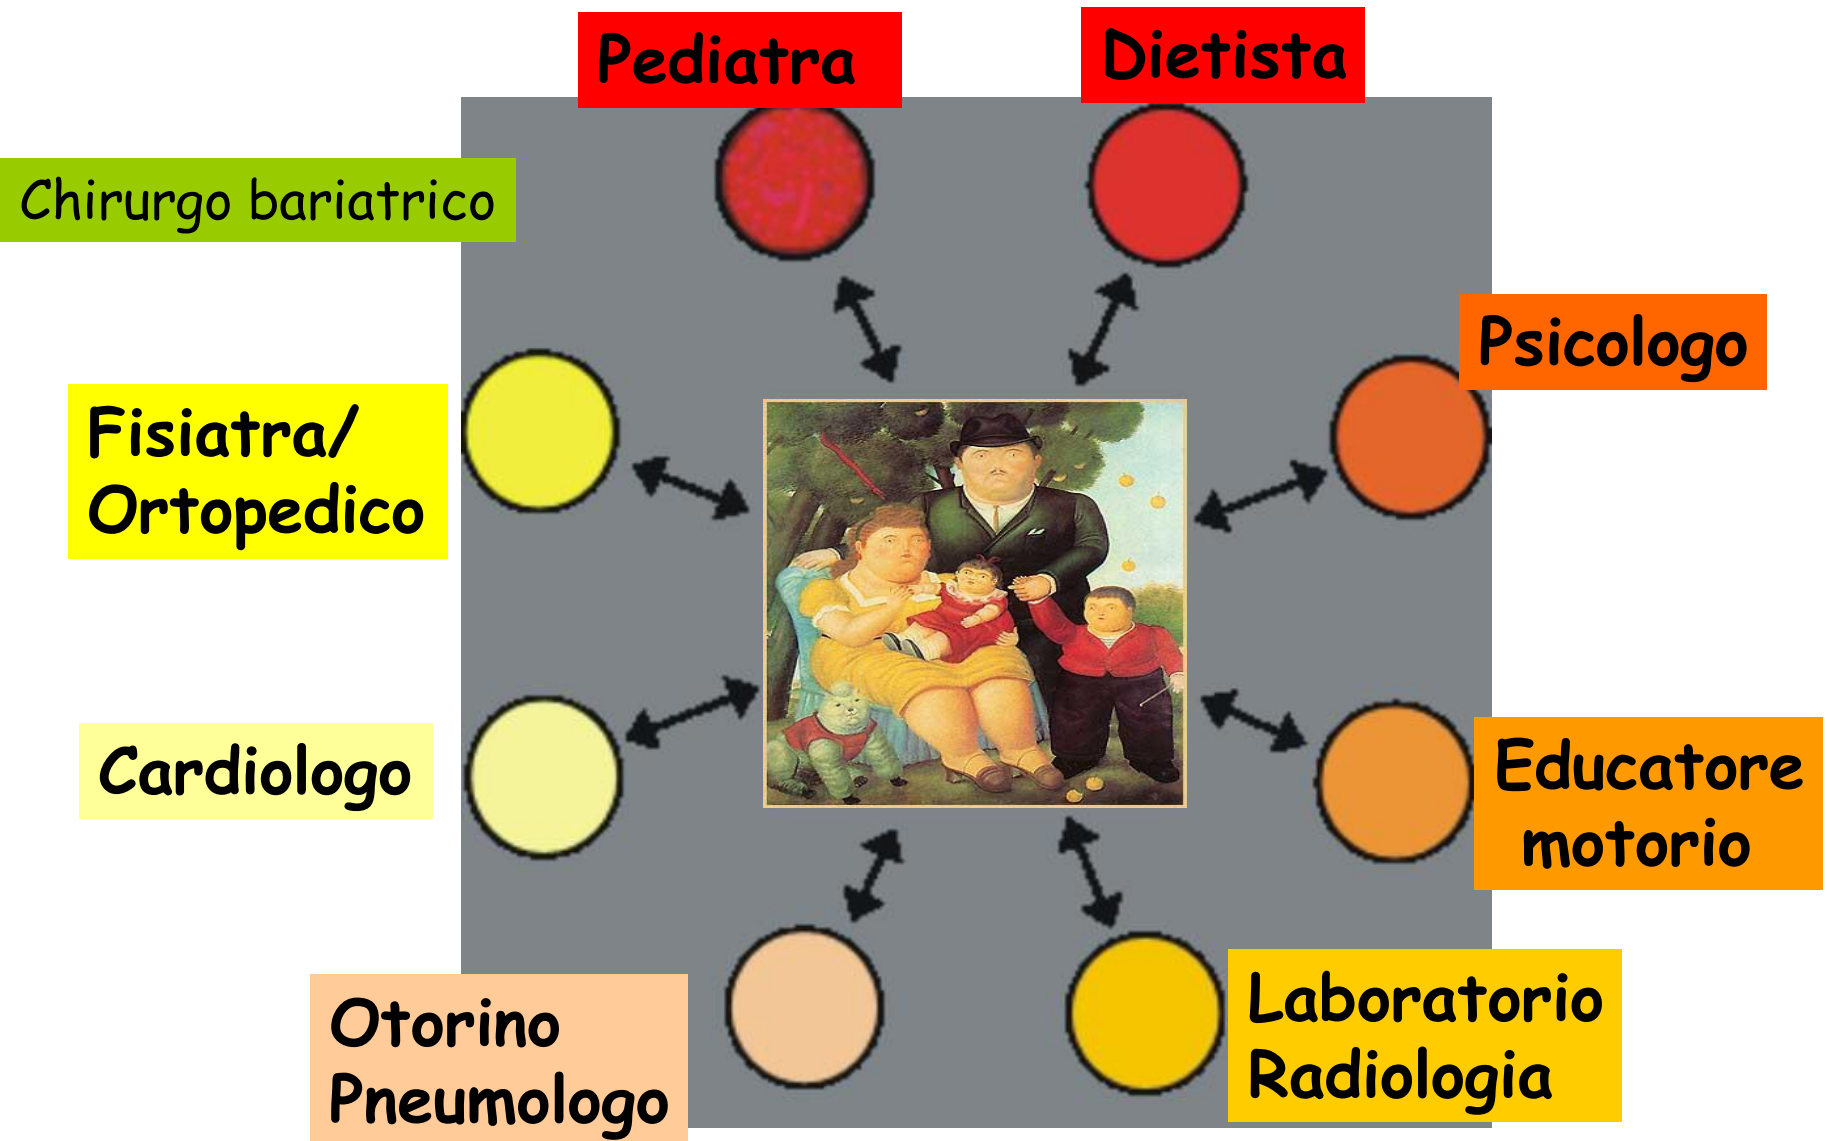 Pediatra
Dietista
Chirurgo bariatrico
Psicologo
Fisiatra/
Ortopedico
Cardiologo
Educatore
motorio
Otorino
Pneumologo
Laboratorio
Radiologia